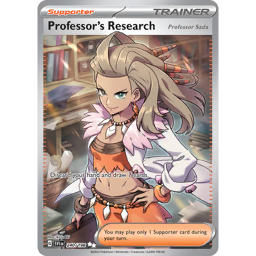 Supporter
TRAINER
Professor's Research
Professor Sada
Discard your hand and draw 7 cards.
You may play only 1 Supporter card during
your turn.